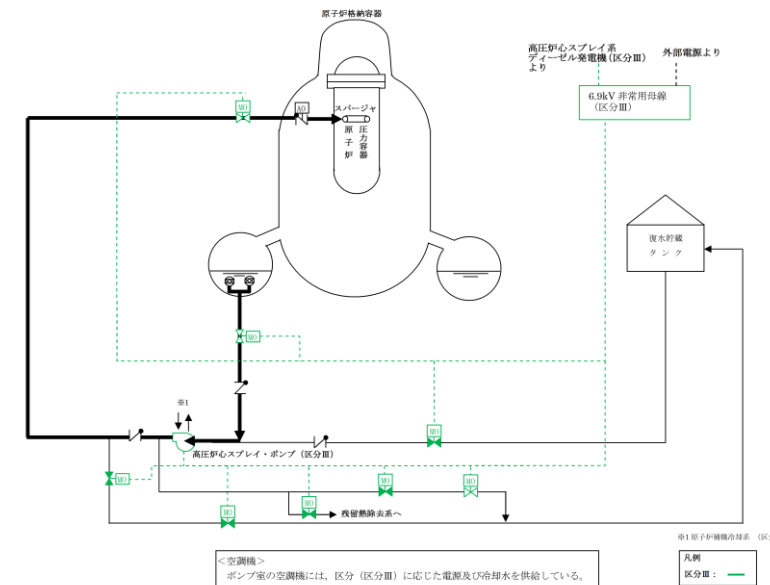 原子炉格納容器
高圧炉心スプレイ系
ディーゼル発電機（区分Ⅲ）
より
外部電源より
6.9kV 非常用母線
（区分Ⅲ）
MO
AO
スパージャ
原子炉
圧力容器
復水貯蔵
タンク
MO
※1
MO
高圧炉心スプレイ・ポンプ（区分Ⅲ）
MO
MO
MO
MO
MO
MO
残留熱除去系へ
※1 原子炉補機冷却系 （区
＜空調機＞
ポンプ室の空調機には，区分（区分Ⅲ）に応じた電源及び冷却水を供給している。
凡例
区分Ⅲ：